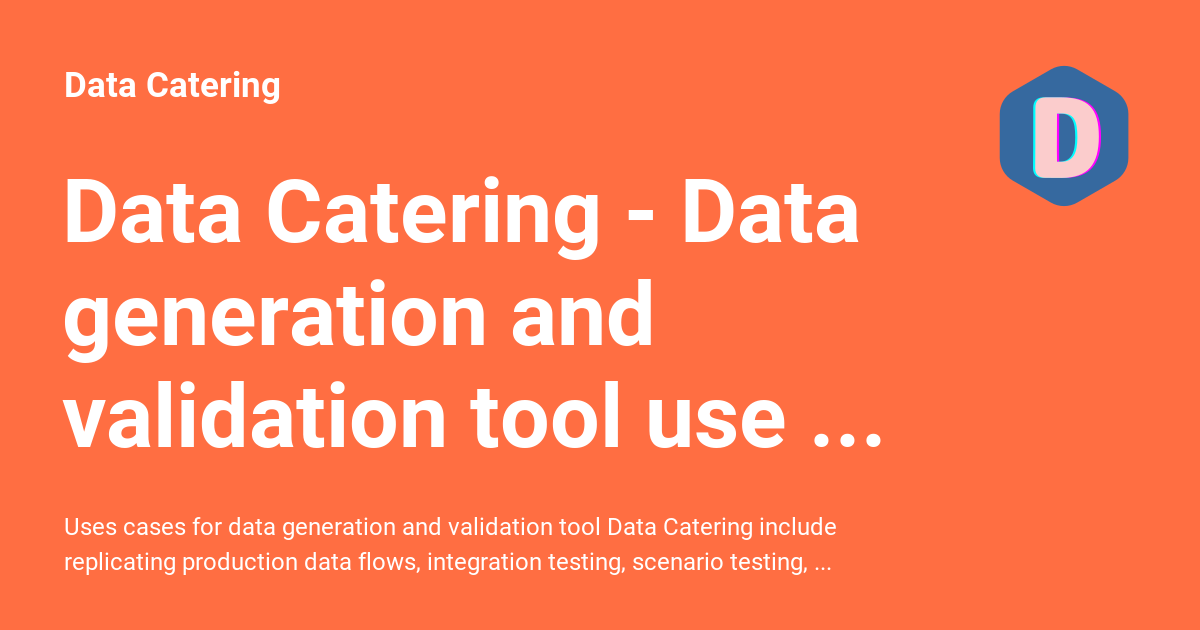 Data Catering
D
Data Catering - Data
generation and
validation tool use ...
Uses cases for data generation and validation tool Data Catering include
replicating production data flows, integration testing, scenario testing, ...